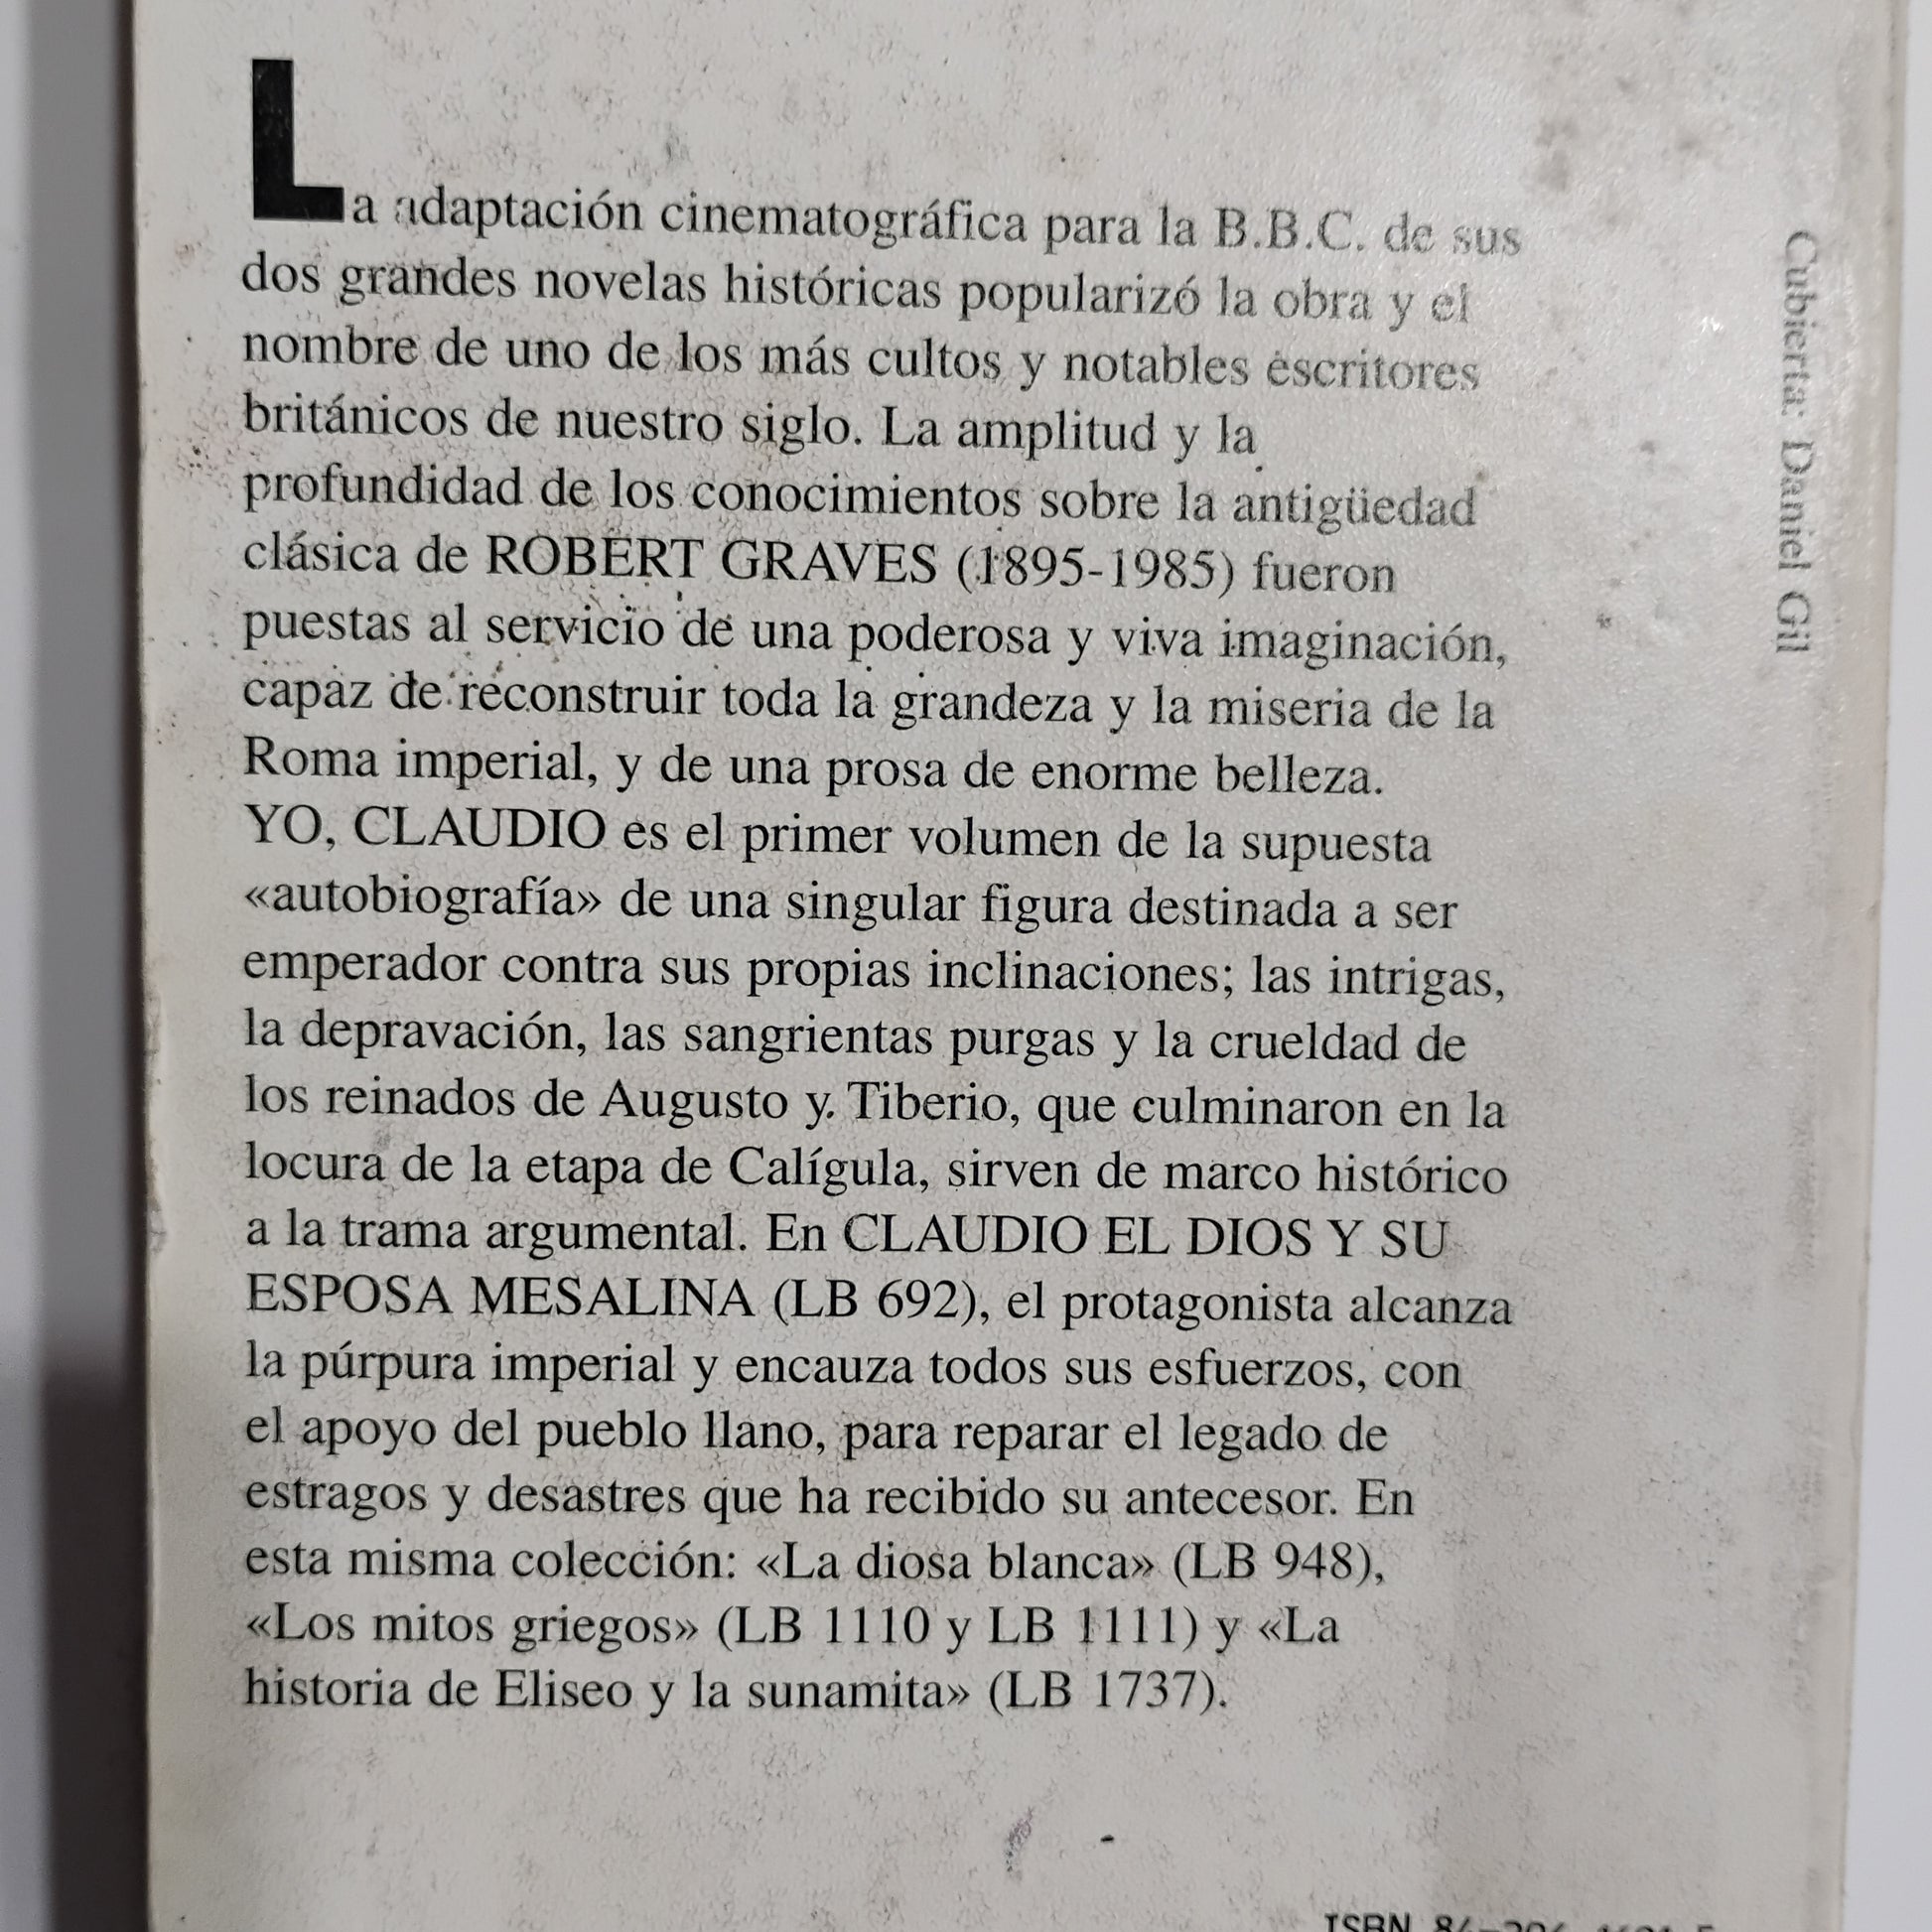 La adaptación cinematográfica para la B.B.C. de sus
dos grandes novelas históricas popularizó la obra y el
nombre de uno de los más cultos y notables escritores
británicos de nuestro siglo. La amplitud y la
profundidad de los conocimientos sobre la antigüedad
clásica de ROBERT GRAVES (1895-1985) fueron
puestas al servicio de una poderosa y viva imaginación,
capaz de reconstruir toda la grandeza y la miseria de la
Roma imperial, y de una prosa de enorme belleza.
YO, CLAUDIO es el primer volumen de la supuesta
«autobiografía» de una singular figura destinada a ser
emperador contra sus propias inclinaciones; las intrigas,
la depravación, las sangrientas purgas y la crueldad de
los reinados de Augusto y Tiberio, que culminaron en la
locura de la etapa de Calígula, sirven de marco histórico
a la trama argumental. En CLAUDIO EL DIOS Y SU
ESPOSA MESALINA (LB 692), el protagonista alcanza
la púrpura imperial y encauza todos sus esfuerzos, con
el apoyo del pueblo llano, para reparar el legado de
estragos y desastres que ha recibido su antecesor. En
esta misma colección: «La diosa blanca» (LB 948),
«Los mitos griegos» (LB 1110 y LB 1111) y «La
historia de Eliseo y la sunamita» (LB 1737).
Cubierta: Daniel Gil
ISBN